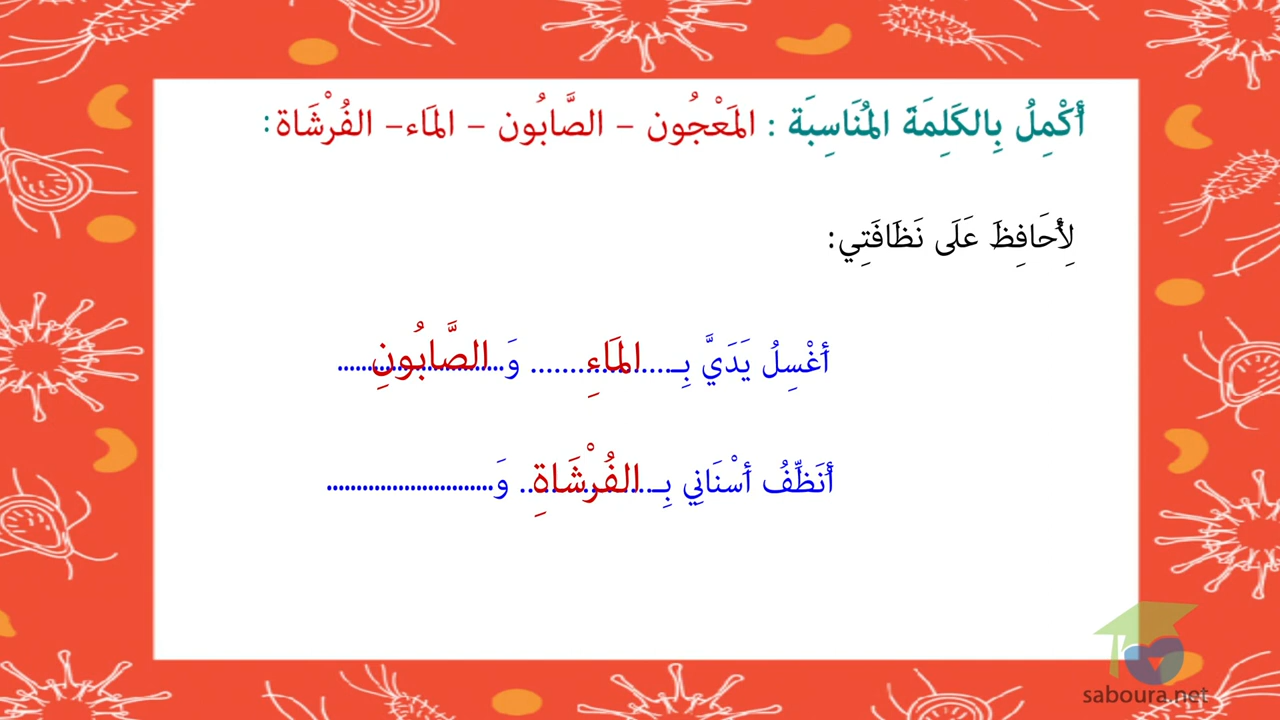 أَكْمِلُ بِالكَلِمَةَ المُنَاسِبَة : المَعْجُون – الصَّابُون – المَاء– الفُرْشَاة :
لِأُحَافِظَ عَلَى نَظَافَتِي:
أَغْسِلُ يَدَيَّ بِـ...المَاءِ........ وَ...الصَّابُونِ......
أُنَظِّفُ أَسْنَانِي بِـ...الفُرْشَاةِ.. وَ............................
saboura.net